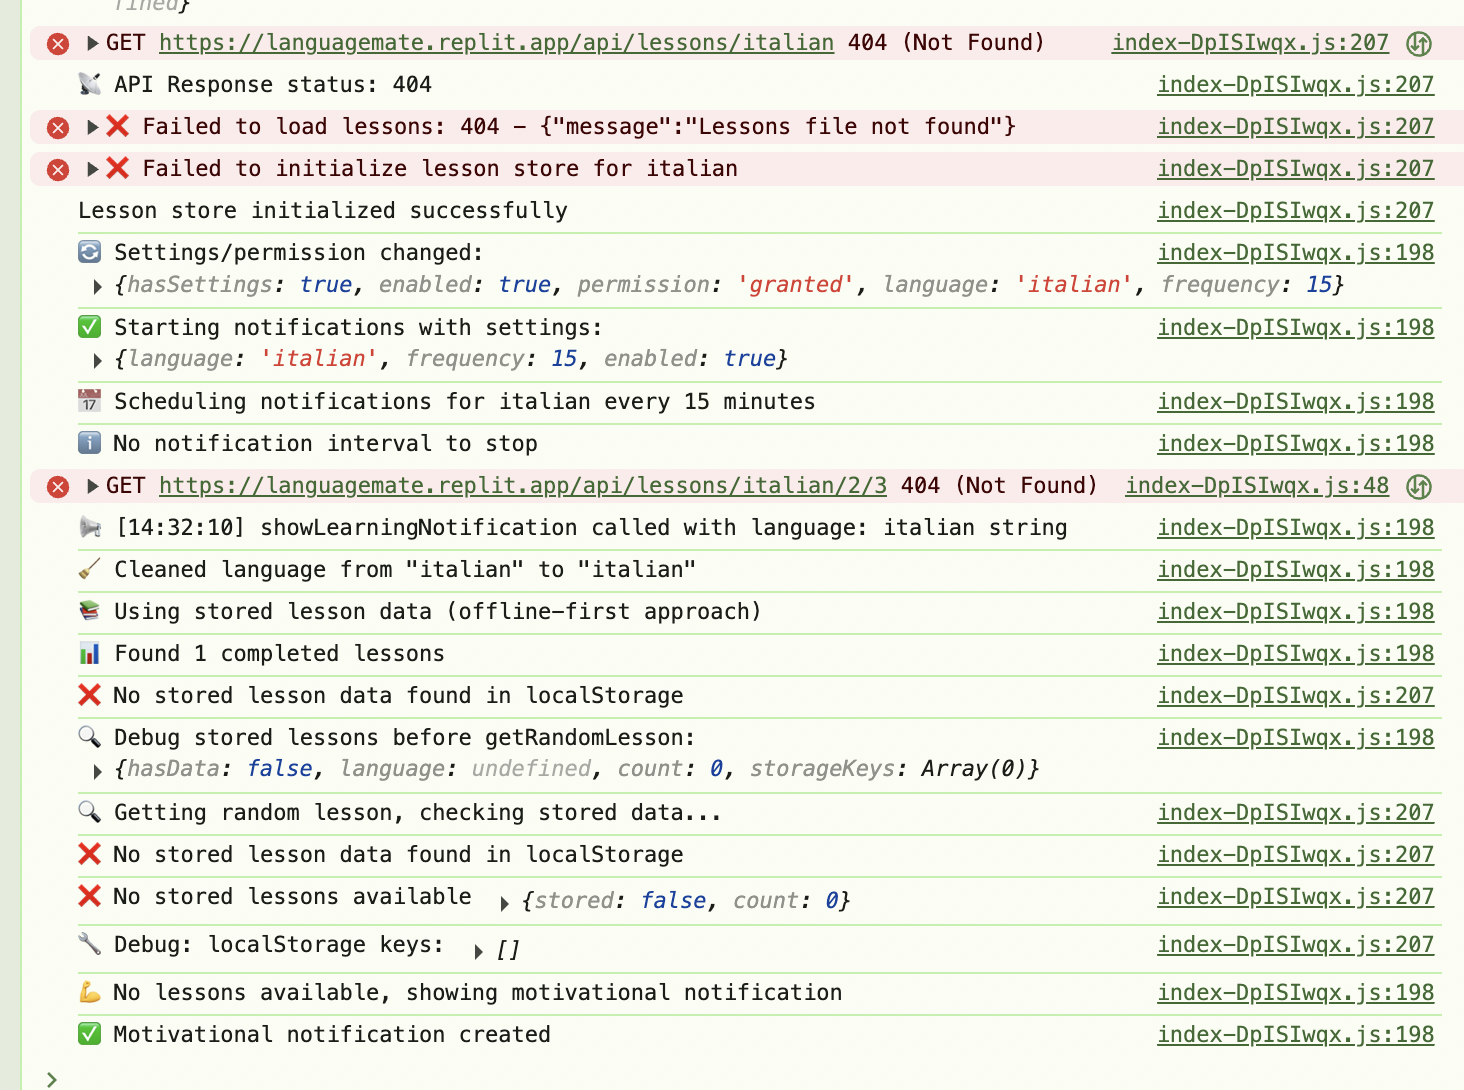 fined}
GET https://languagemate.replit.app/api/lessons/italian 404 (Not Found) index-DpISIwqx.js:207
📡 API Response status: 404 index-DpISIwqx.js:207
❌ Failed to load lessons: 404 - {"message":"Lessons file not found"} index-DpISIwqx.js:207
❌ Failed to initialize lesson store for italian index-DpISIwqx.js:207
Lesson store initialized successfully index-DpISIwqx.js:207
🔄 Settings/permission changed: index-DpISIwqx.js:198
{hasSettings: true, enabled: true, permission: 'granted', language: 'italian', frequency: 15}
✅ Starting notifications with settings: index-DpISIwqx.js:198
{language: 'italian', frequency: 15, enabled: true}
📅 Scheduling notifications for italian every 15 minutes index-DpISIwqx.js:198
ℹ️ No notification interval to stop index-DpISIwqx.js:198
GET https://languagemate.replit.app/api/lessons/italian/2/3 404 (Not Found) index-DpISIwqx.js:48
📢 [14:32:10] showLearningNotification called with language: italian string index-DpISIwqx.js:198
🧹 Cleaned language from "italian" to "italian" index-DpISIwqx.js:198
📚 Using stored lesson data (offline-first approach) index-DpISIwqx.js:198
📊 Found 1 completed lessons index-DpISIwqx.js:198
❌ No stored lesson data found in localStorage index-DpISIwqx.js:207
🔍 Debug stored lessons before getRandomLesson: index-DpISIwqx.js:198
{hasData: false, language: undefined, count: 0, storageKeys: Array(0)}
🔍 Getting random lesson, checking stored data... index-DpISIwqx.js:207
❌ No stored lesson data found in localStorage index-DpISIwqx.js:207
❌ No stored lessons available {stored: false, count: 0} index-DpISIwqx.js:207
🔧 Debug: localStorage keys: [] index-DpISIwqx.js:207
💪 No lessons available, showing motivational notification index-DpISIwqx.js:198
✅ Motivational notification created index-DpISIwqx.js:198